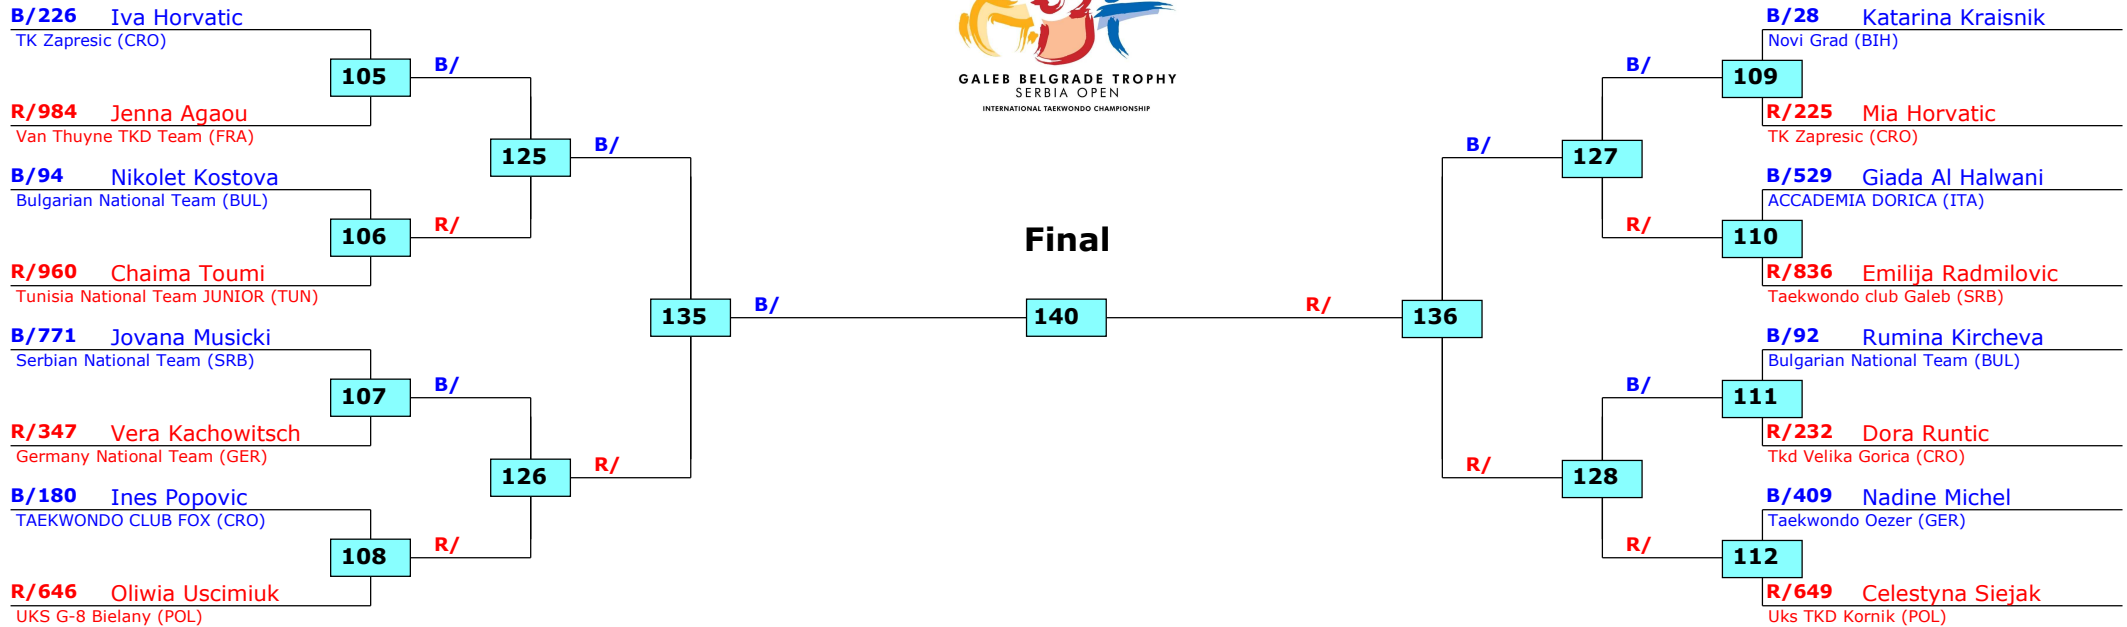 B/226 Iva Horvatic
TK Zapresic (CRO)
105
B/
R/984 Jenna Agaou
Van Thuyne TKD Team (FRA)
125
B/
B/94 Nikolet Kostova
Bulgarian National Team (BUL)
106
R/
R/960 Chaima Toumi
Tunisia National Team JUNIOR (TUN)
135
B/
B/771 Jovana Musicki
Serbian National Team (SRB)
107
B/
R/347 Vera Kachowitsch
Germany National Team (GER)
126
R/
B/180 Ines Popovic
TAEKWONDO CLUB FOX (CRO)
108
R/
R/646 Oliwia Uscimiuk
UKS G-8 Bielany (POL)
GALEB BELGRADE TROPHY
SERBIA OPEN
INTERNATIONAL TAEKWONDO CHAMPIONSHIP
Final
140
B/28 Katarina Kraisnik
Novi Grad (BIH)
B/
109
R/225 Mia Horvatic
TK Zapresic (CRO)
B/
127
B/529 Giada Al Halwani
ACCADEMIA DORICA (ITA)
R/
110
R/836 Emilija Radmilovic
Taekwondo club Galeb (SRB)
R/
136
B/92 Rumina Kircheva
Bulgarian National Team (BUL)
B/
111
R/232 Dora Runtic
Tkd Velika Gorica (CRO)
R/
128
B/409 Nadine Michel
Taekwondo Oezer (GER)
R/
112
R/649 Celestyna Siejak
Uks TKD Kornik (POL)